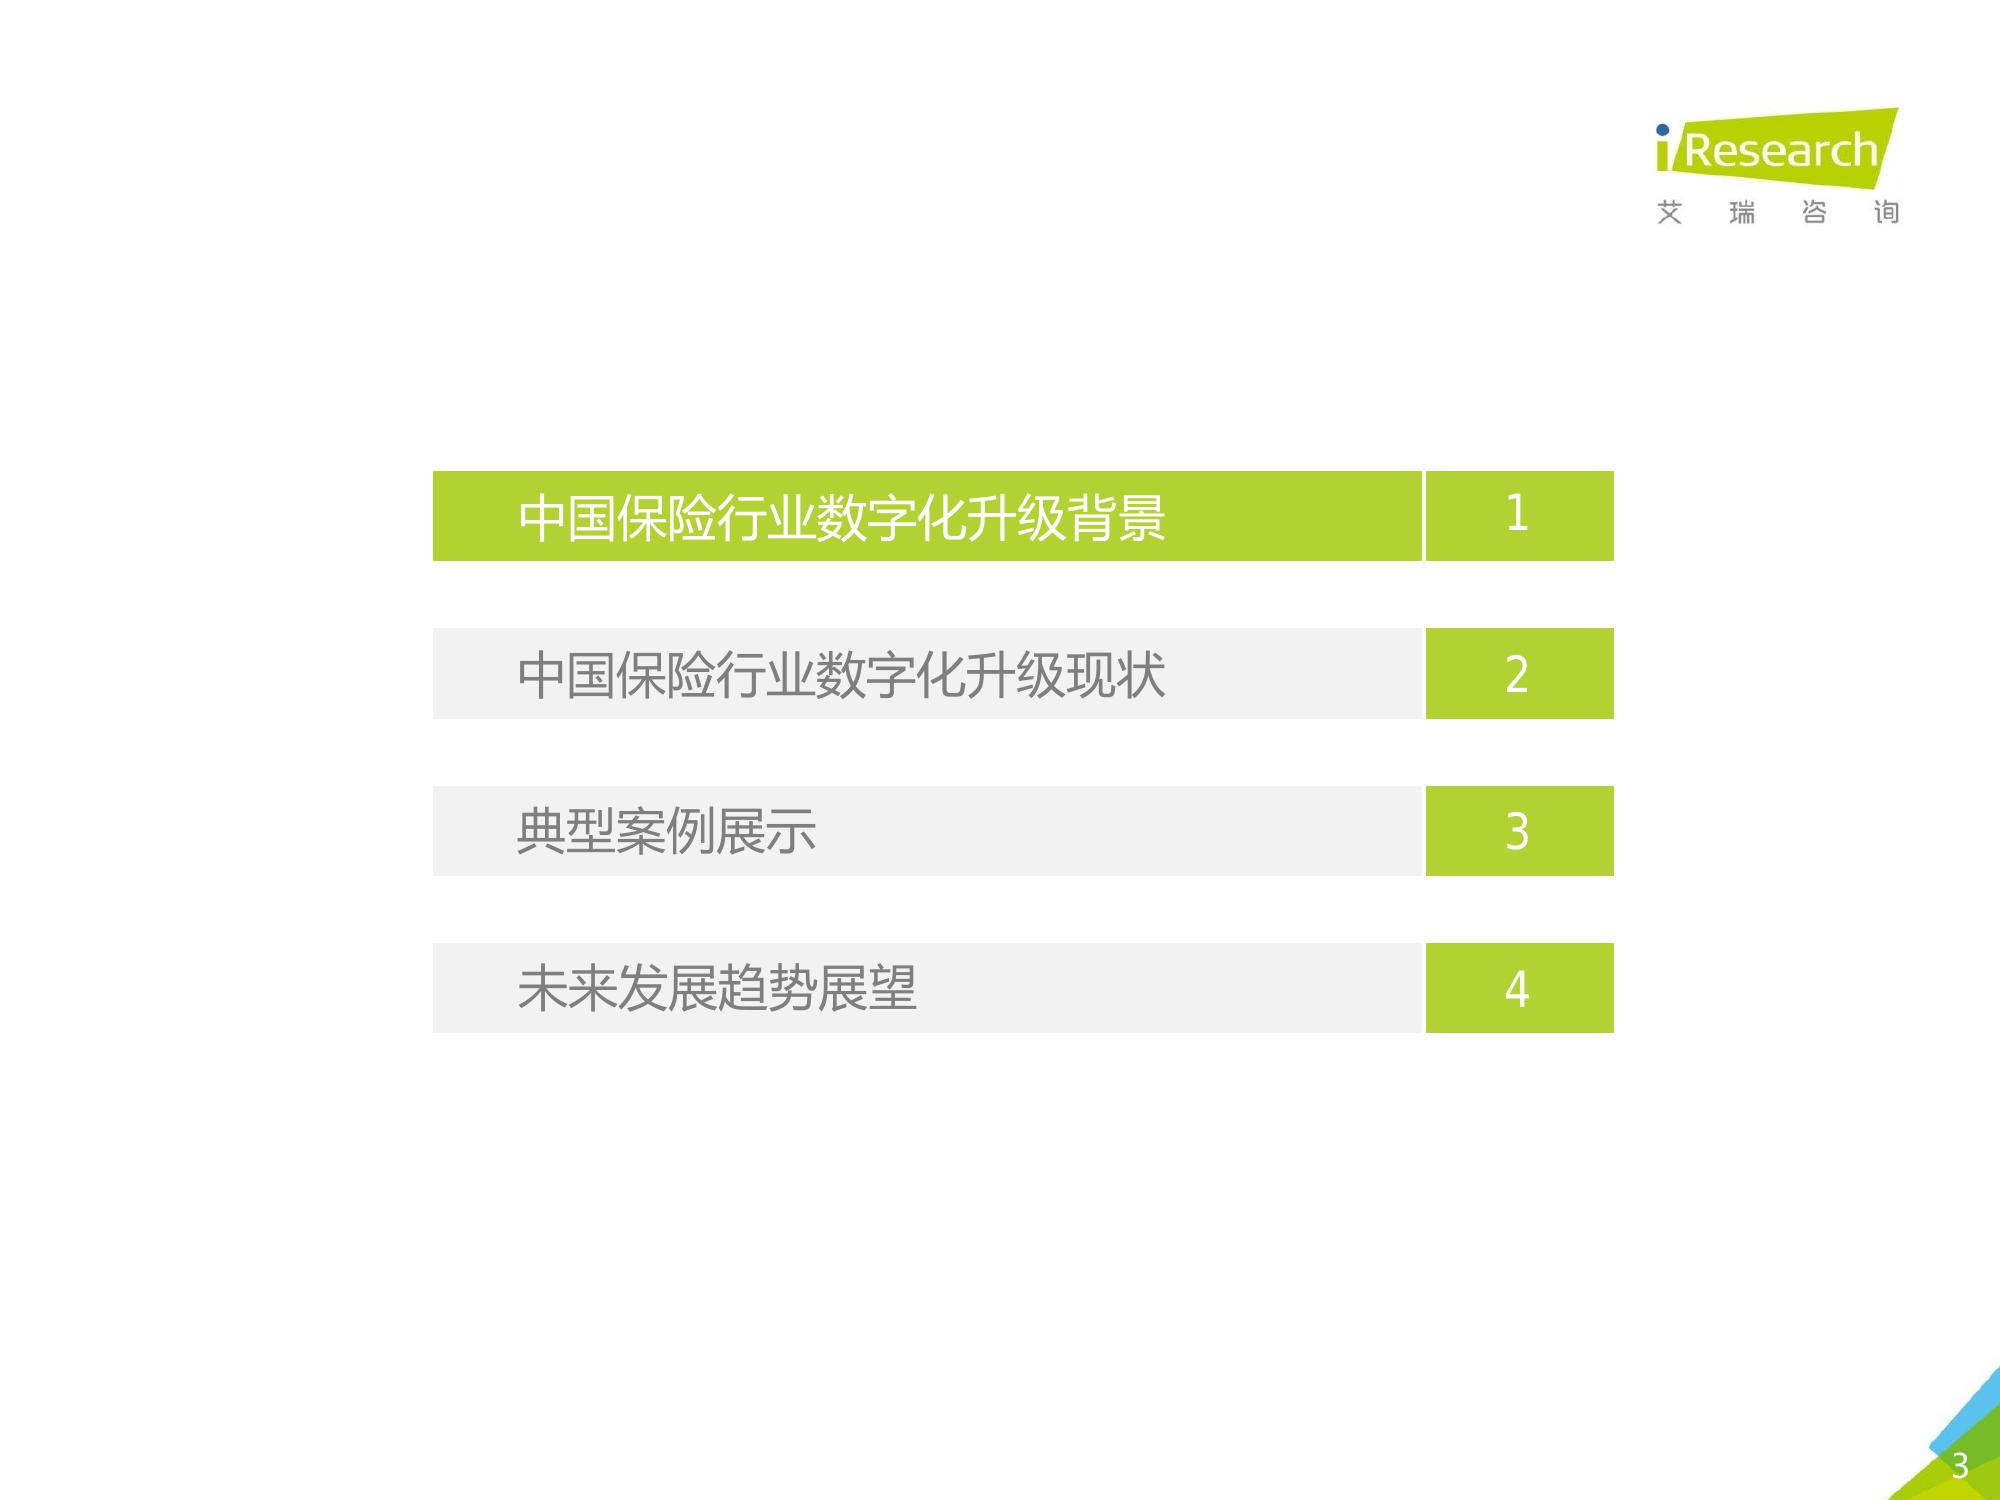 iResearch
艾瑞咨询
中国保险行业数字化升级背景 1
中国保险行业数字化升级现状 2
典型案例展示 3
未来发展趋势展望 4
3